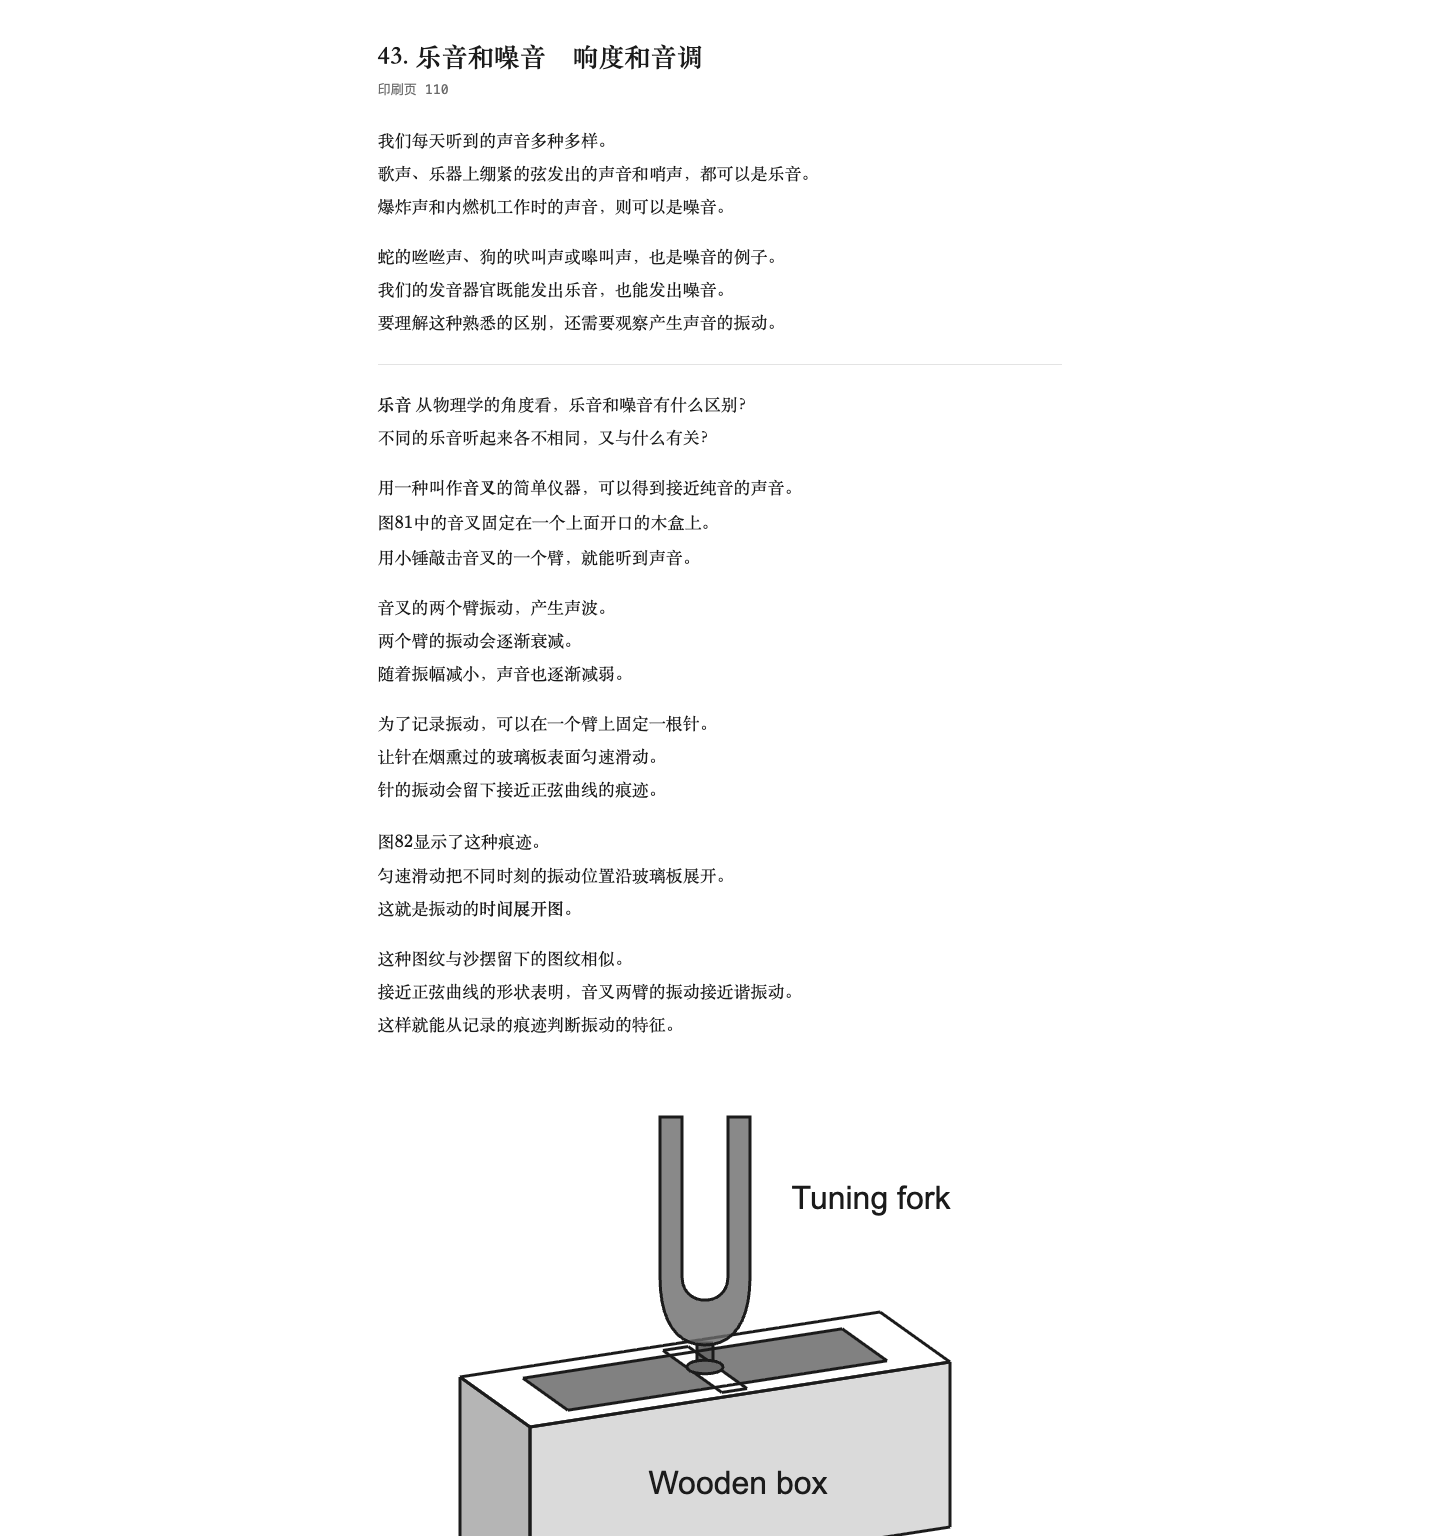 43. 乐音和噪音　响度和音调
印刷页 110
我们每天听到的声音多种多样。
歌声、乐器上绷紧的弦发出的声音和哨声，都可以是乐音。
爆炸声和内燃机工作时的声音，则可以是噪音。
蛇的咝咝声、狗的吠叫声或嗥叫声，也是噪音的例子。
我们的发音器官既能发出乐音，也能发出噪音。
要理解这种熟悉的区别，还需要观察产生声音的振动。
乐音 从物理学的角度看，乐音和噪音有什么区别？
不同的乐音听起来各不相同，又与什么有关？
用一种叫作音叉的简单仪器，可以得到接近纯音的声音。
图81中的音叉固定在一个上面开口的木盒上。
用小锤敲击音叉的一个臂，就能听到声音。
音叉的两个臂振动，产生声波。
两个臂的振动会逐渐衰减。
随着振幅减小，声音也逐渐减弱。
为了记录振动，可以在一个臂上固定一根针。
让针在烟熏过的玻璃板表面匀速滑动。
针的振动会留下接近正弦曲线的痕迹。
图82显示了这种痕迹。
匀速滑动把不同时刻的振动位置沿玻璃板展开。
这就是振动的时间展开图。
这种图纹与沙摆留下的图纹相似。
接近正弦曲线的形状表明，音叉两臂的振动接近谐振动。
这样就能从记录的痕迹判断振动的特征。
Tuning fork
Wooden box